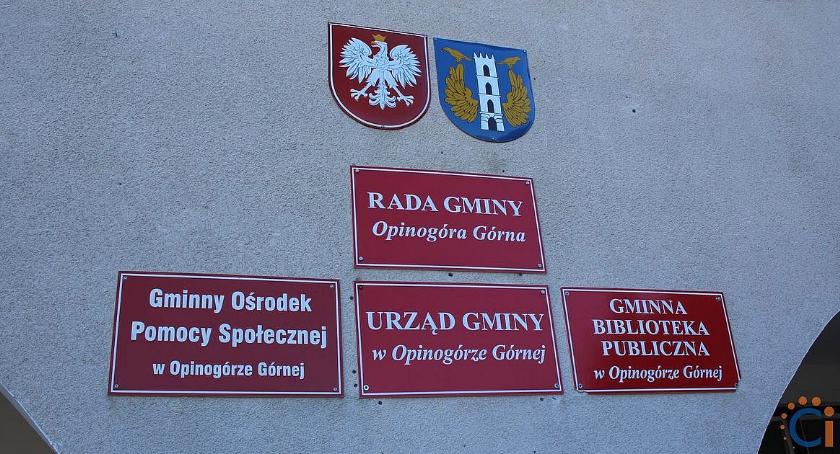 RADA GMINY
Opinogóra Górna
Gminny Ośrodek
Pomocy Społecznej
w Opinogórze Górnej
URZĄD GMINY
w Opinogórze Górnej
GMINNA
BIBLIOTEKA
PUBLICZNA
w Opinogórze Górnej
Ci